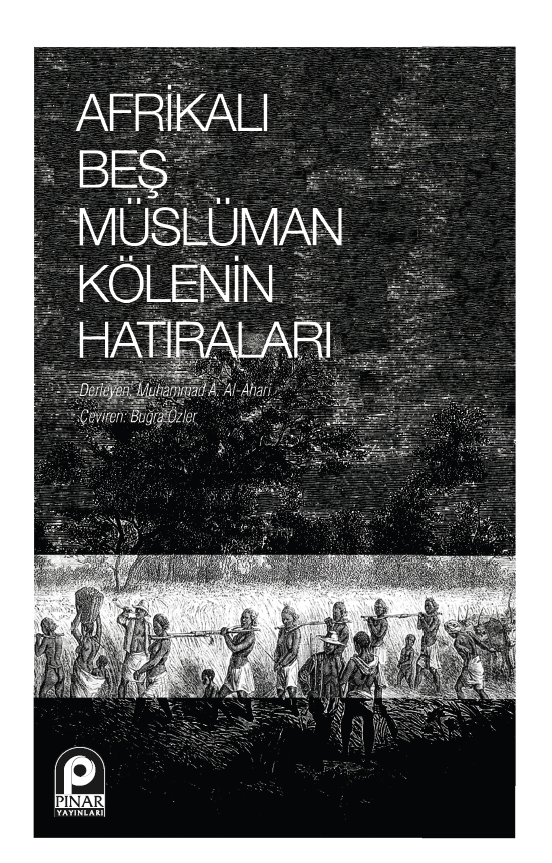 AFRİKALI
BEŞ
MÜSLÜMAN
KÖLENİN
HATIRALARI
Derleyen: Muhammad A. Al-Ahari
Çeviren: Buğra Özler
PINAR
YAYINLARI